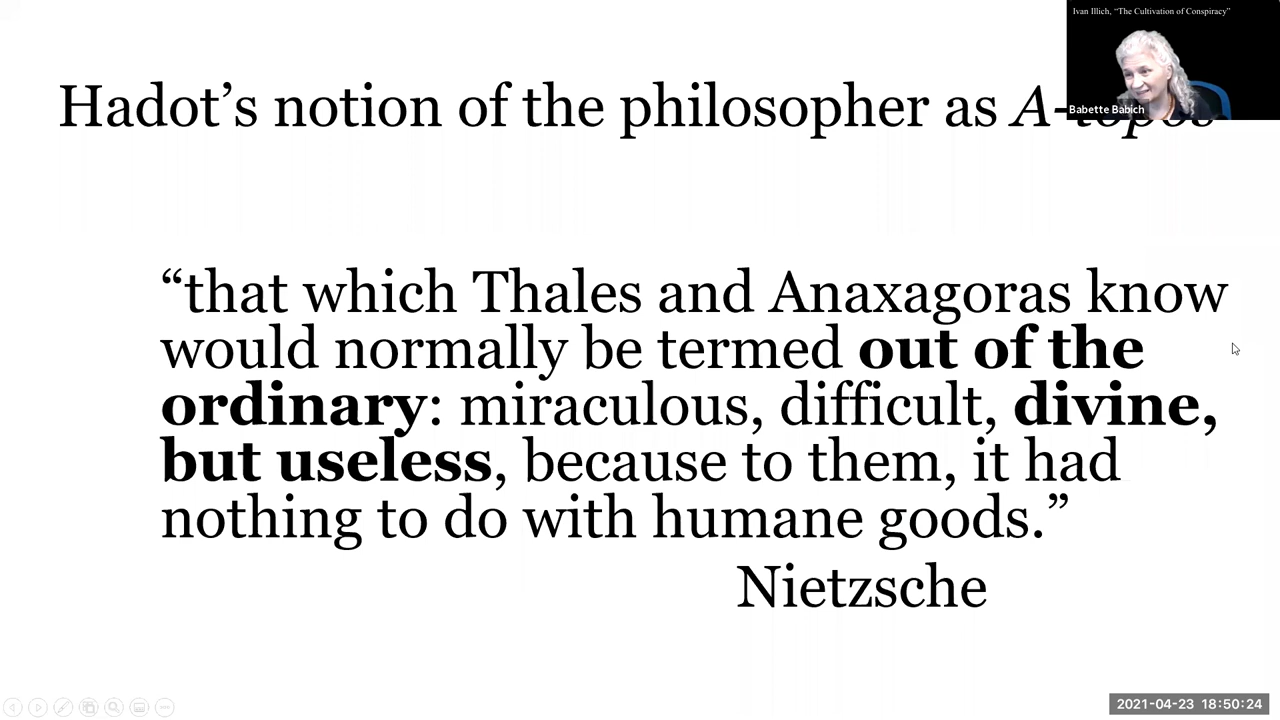 Ivan Illich, “The Cultivation of Conspiracy”
Hadot’s notion of the philosopher as A-topos
Babette Babich
“that which Thales and Anaxagoras know
would normally be termed out of the
ordinary: miraculous, difficult, divine,
but useless, because to them, it had
nothing to do with humane goods.”
Nietzsche
2021-04-23 18:50:24